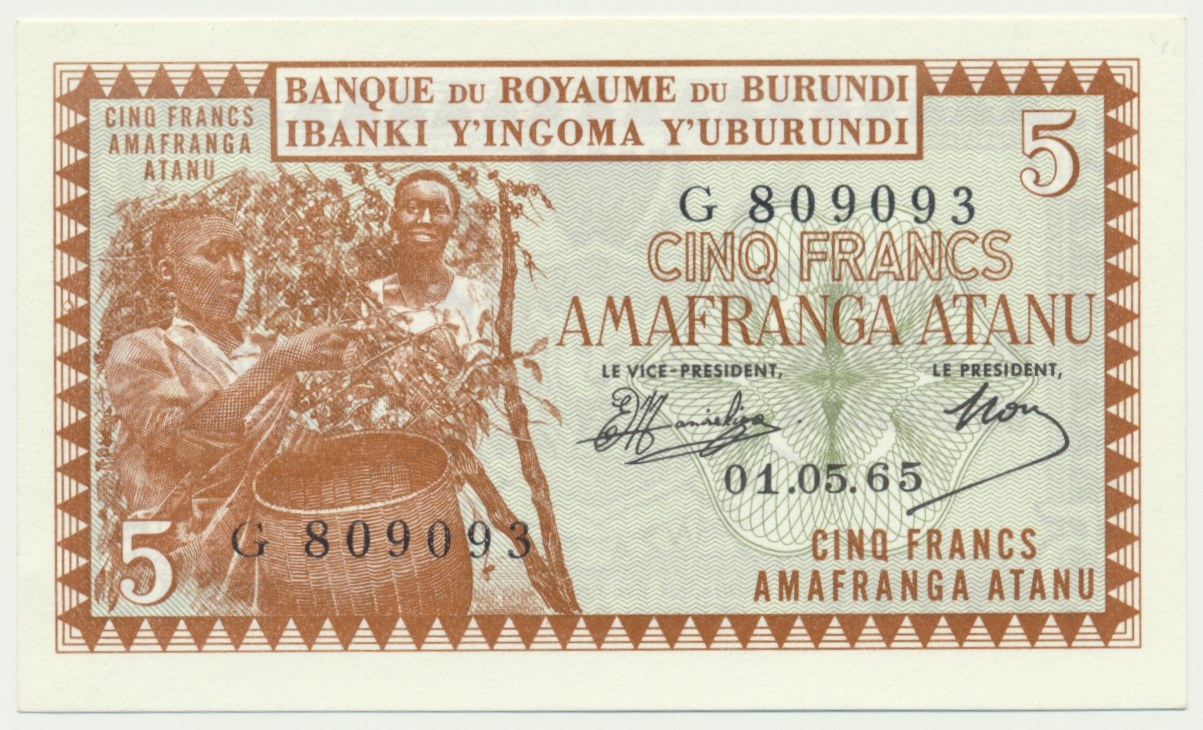 BANQUE DU ROYAUME DU BURUNDI
IBANKI Y'INGOMA Y'UBURUNDI
CINQ FRANCS
AMAFRANGA
ATANU
5
G 809093
CINQ FRANCS
AMAFRANGA ATANU
LE VICE-PRESIDENT,
LE PRESIDENT,
01.05.65
5
G 809093
CINQ FRANCS
AMAFRANGA ATANU